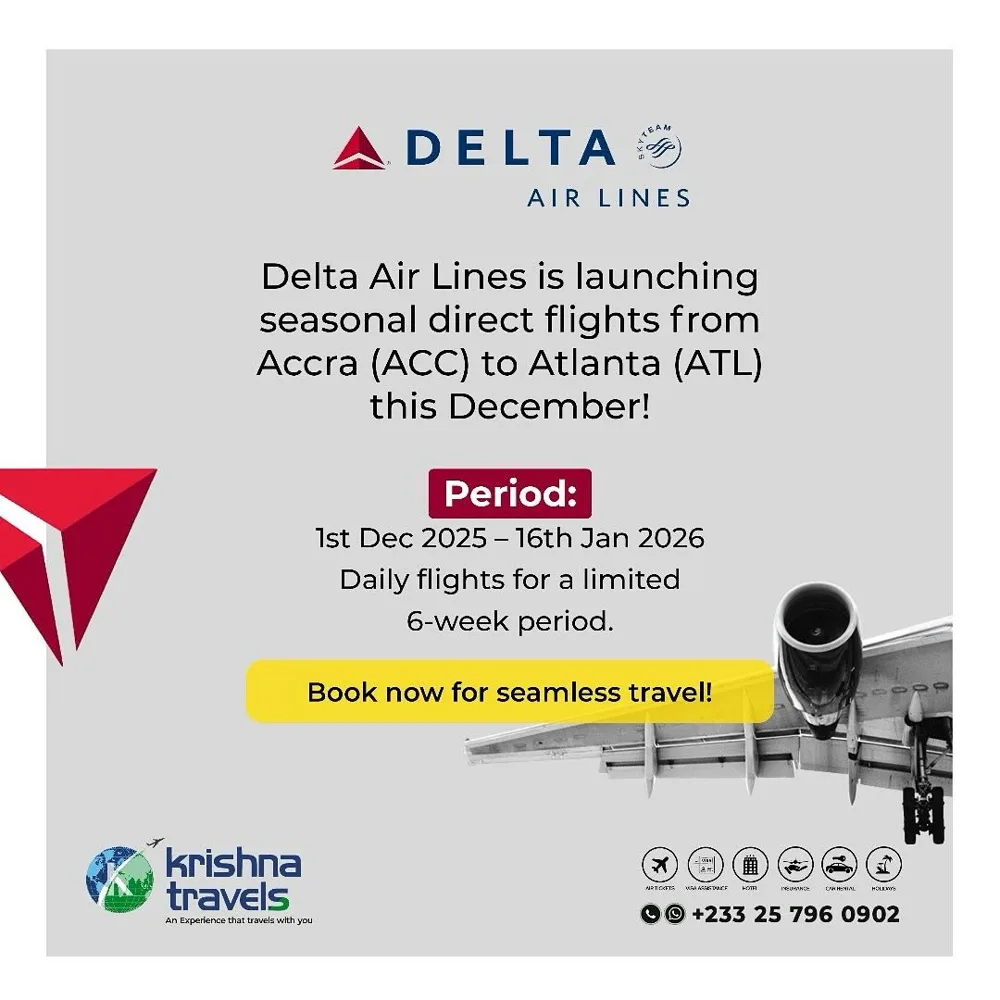 DELTA
SKYTEAM
AIR LINES
Delta Air Lines is launching
seasonal direct flights from
Accra (ACC) to Atlanta (ATL)
this December!
Period:
1st Dec 2025 – 16th Jan 2026
Daily flights for a limited
6-week period.
Book now for seamless travel!
krishna
travels
An Experience that travels with you
AIR TICKETS VISA ASSISTANCE HOTEL INSURANCE CAR RENTAL HOLIDAYS
+233 25 796 0902